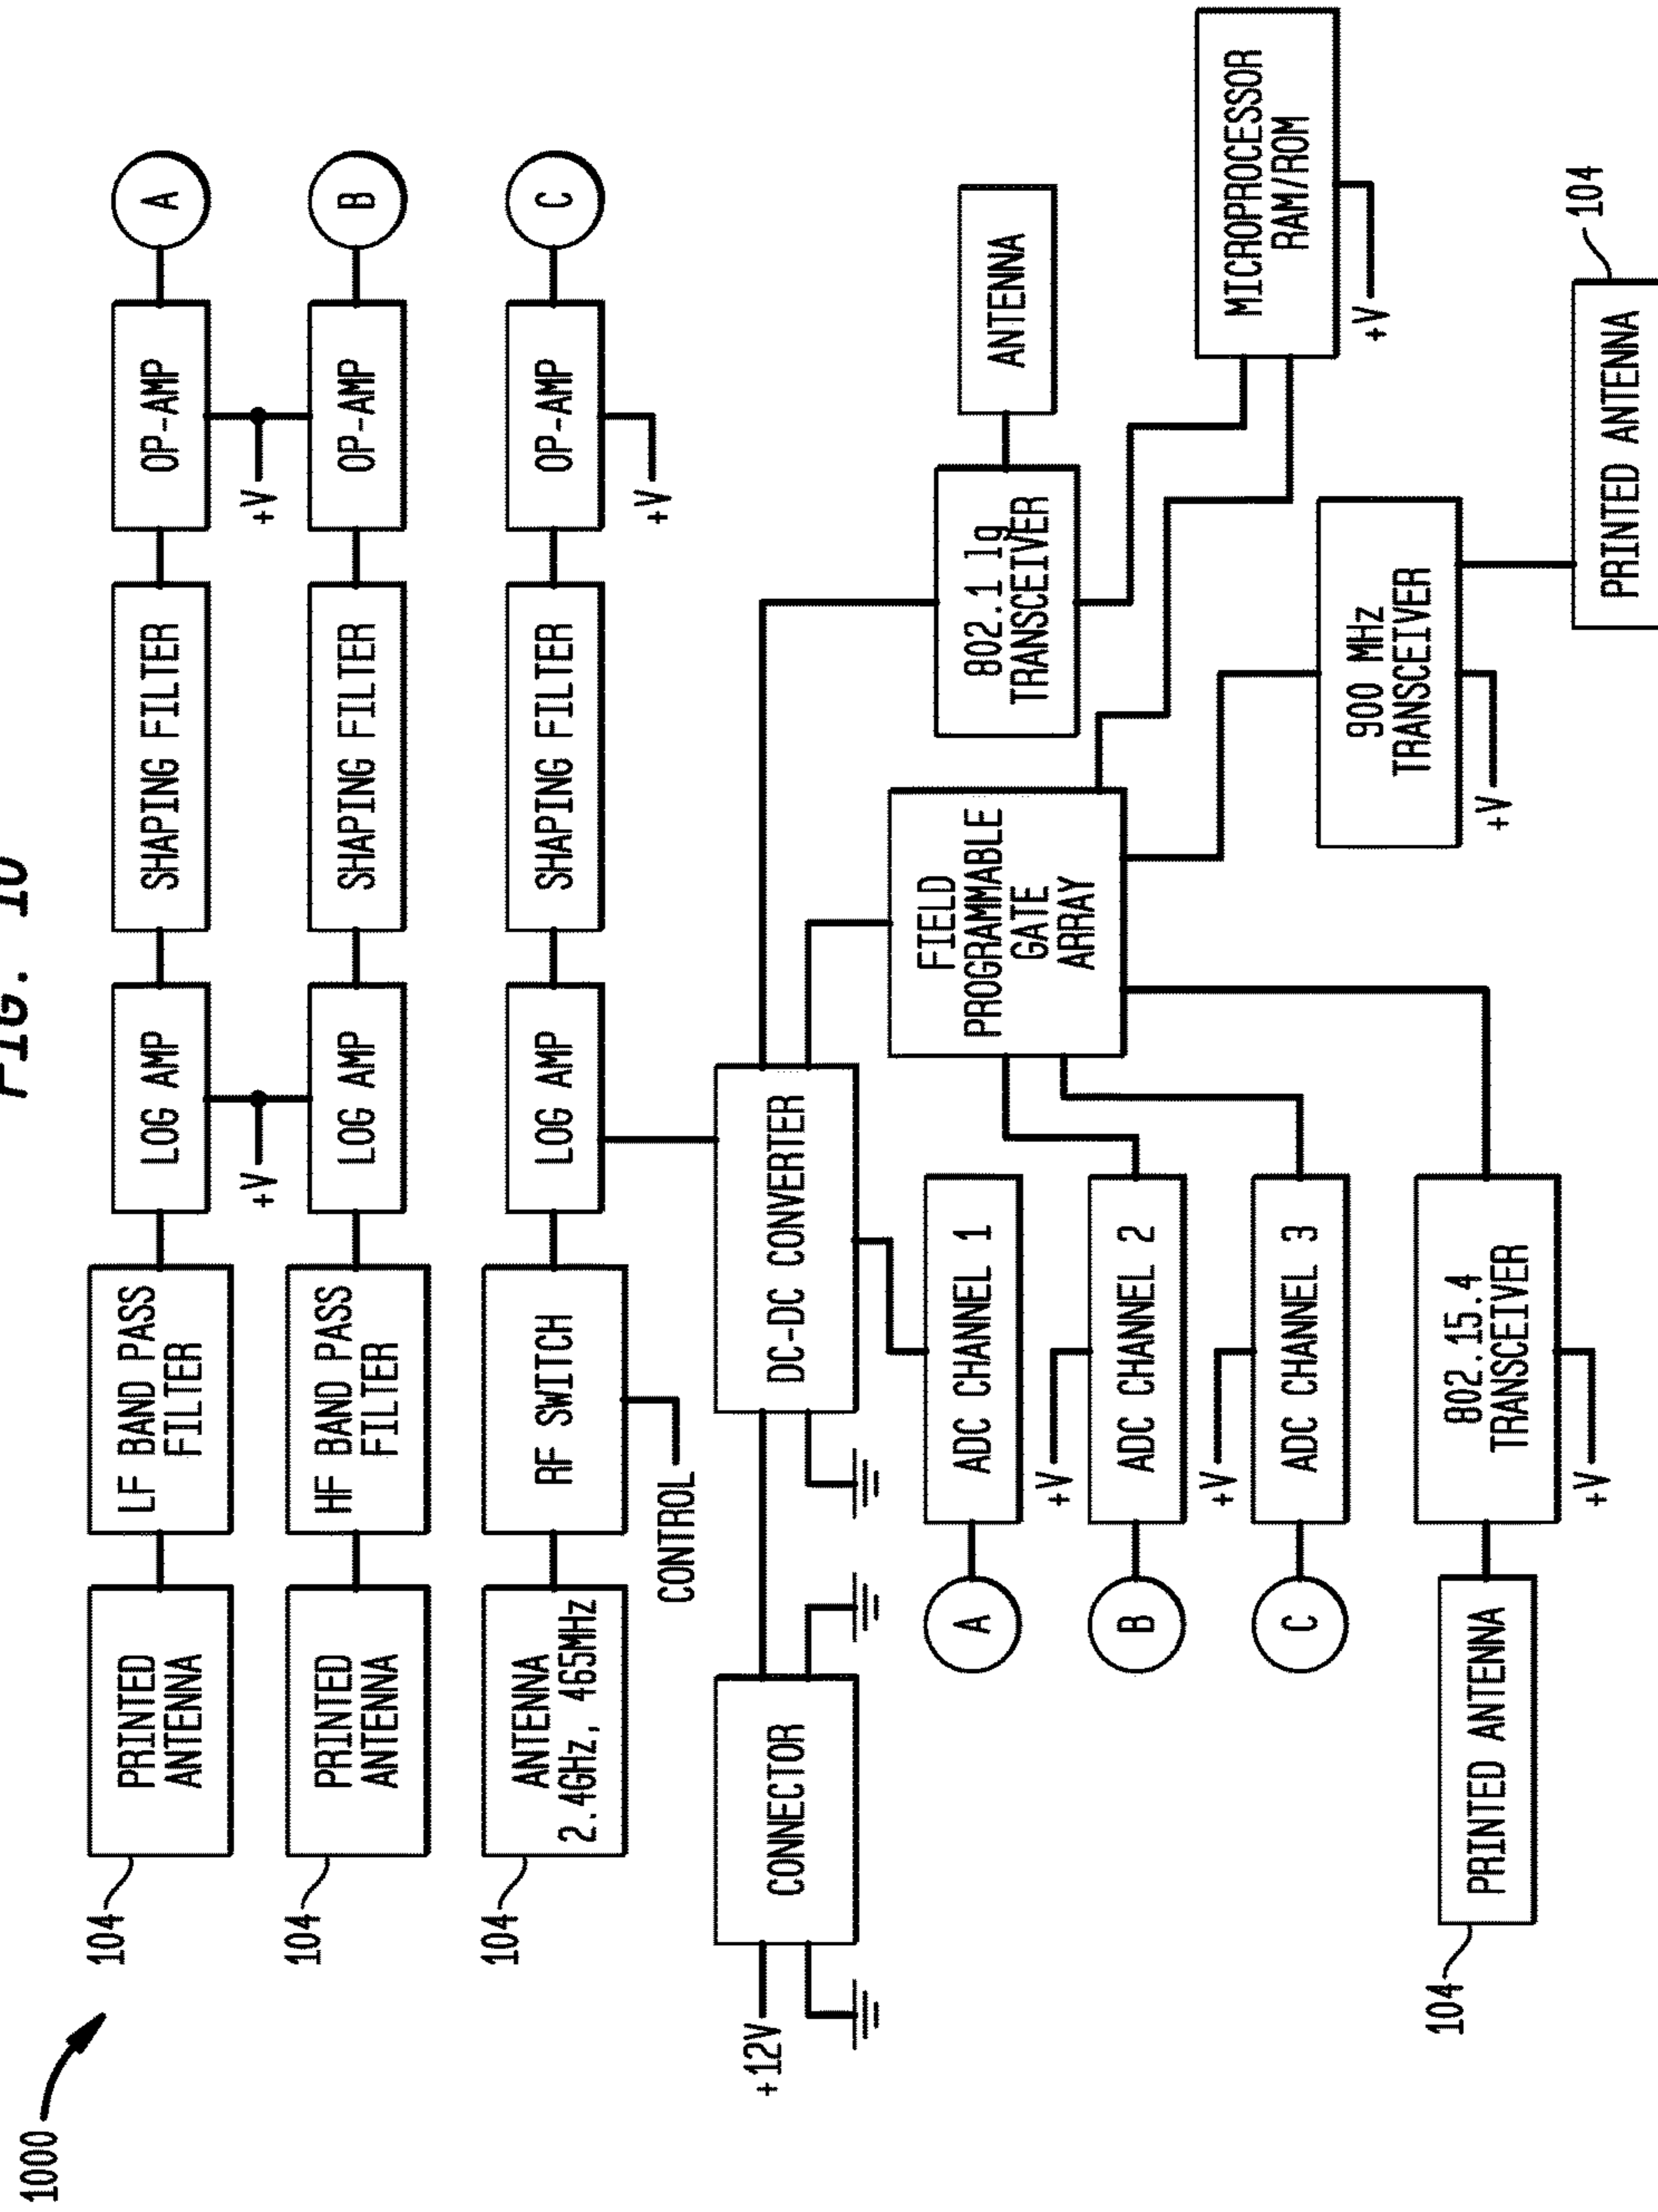 FIG. 10
1000
104
PRINTED
ANTENNA
LF BAND PASS
FILTER
LOG AMP
SHAPING FILTER
OP-AMP
A
+V
+V
104
PRINTED
ANTENNA
HF BAND PASS
FILTER
LOG AMP
SHAPING FILTER
OP-AMP
B
104
ANTENNA
2.4GHz, 465MHz
RF SWITCH
LOG AMP
SHAPING FILTER
OP-AMP
C
CONTROL
+V
+12V
CONNECTOR
DC-DC CONVERTER
A
ADC CHANNEL 1
FIELD
PROGRAMMABLE
GATE
ARRAY
802.1 1g
TRANSCEIVER
ANTENNA
+V
B
ADC CHANNEL 2
+V
C
ADC CHANNEL 3
MICROPROCESSOR
RAM/ROM
+V
900 MHz
TRANSCEIVER
+V
104
PRINTED ANTENNA
802.15.4
TRANSCEIVER
+V
PRINTED ANTENNA
104